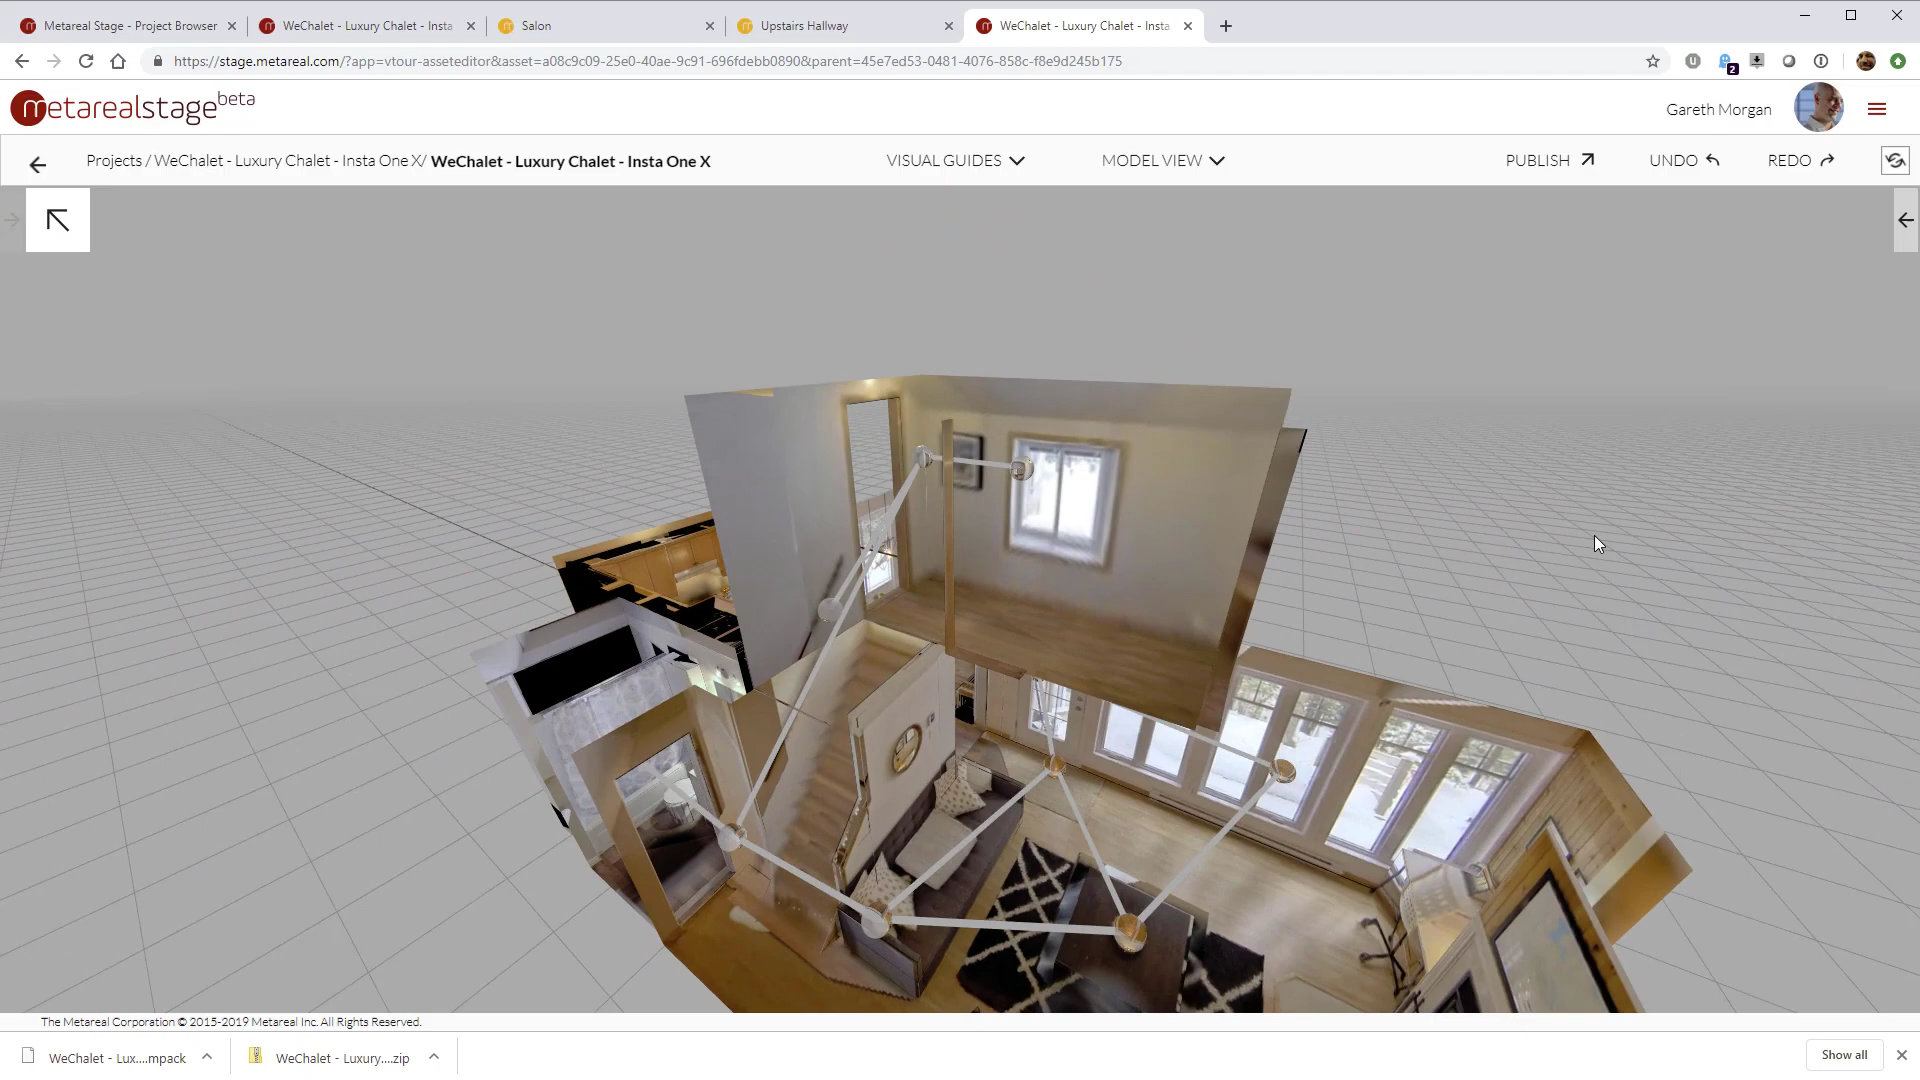 Metareal Stage - Project Browser
WeChalet - Luxury Chalet - Insta
Salon
Upstairs Hallway
WeChalet - Luxury Chalet - Insta
https://stage.metareal.com/?app=vtour-asseteditor&asset=a08c9c09-25e0-40ae-9c91-696fdebb0890&parent=45e7ed53-0481-4076-858c-f8e9d245b175
2
metarealstage beta
Gareth Morgan
Projects / WeChalet - Luxury Chalet - Insta One X/ WeChalet - Luxury Chalet - Insta One X
VISUAL GUIDES
MODEL VIEW
PUBLISH
UNDO
REDO
The Metareal Corporation © 2015-2019 Metareal Inc. All Rights Reserved.
WeChalet - Lux....mpack
WeChalet - Luxury....zip
Show all